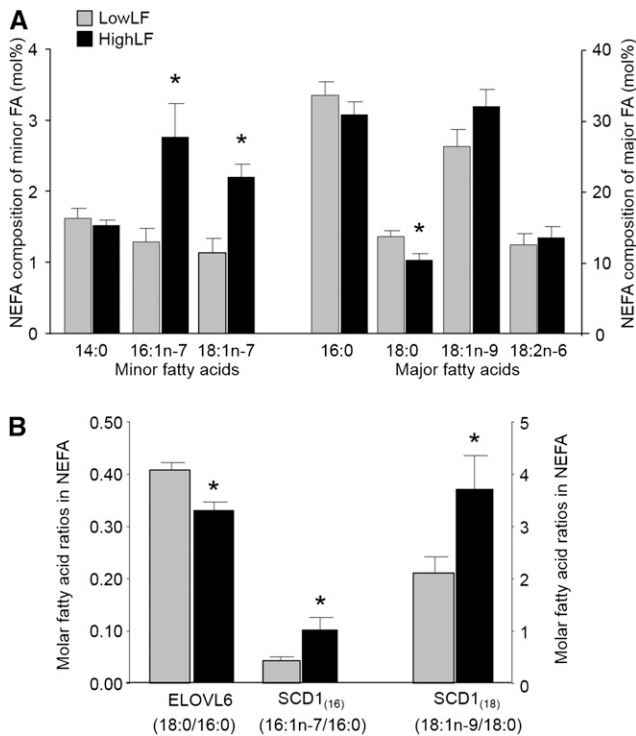 A
LowLF
HighLF
NEFA composition of minor FA (mol%)
4
3
2
1
0
*
*
*
40
30
20
10
0
NEFA composition of major FA (mol%)
14:0 16:1n-7 18:1n-7 16:0 18:0 18:1n-9 18:2n-6
Minor fatty acids Major fatty acids
B
Molar fatty acid ratios in NEFA
0.50
0.40
0.30
0.20
0.10
0.00
*
*
*
5
4
3
2
1
0
Molar fatty acid ratios in NEFA
ELOVL6 SCD1(16) SCD1(18)
(18:0/16:0) (16:1n-7/16:0) (18:1n-9/18:0)